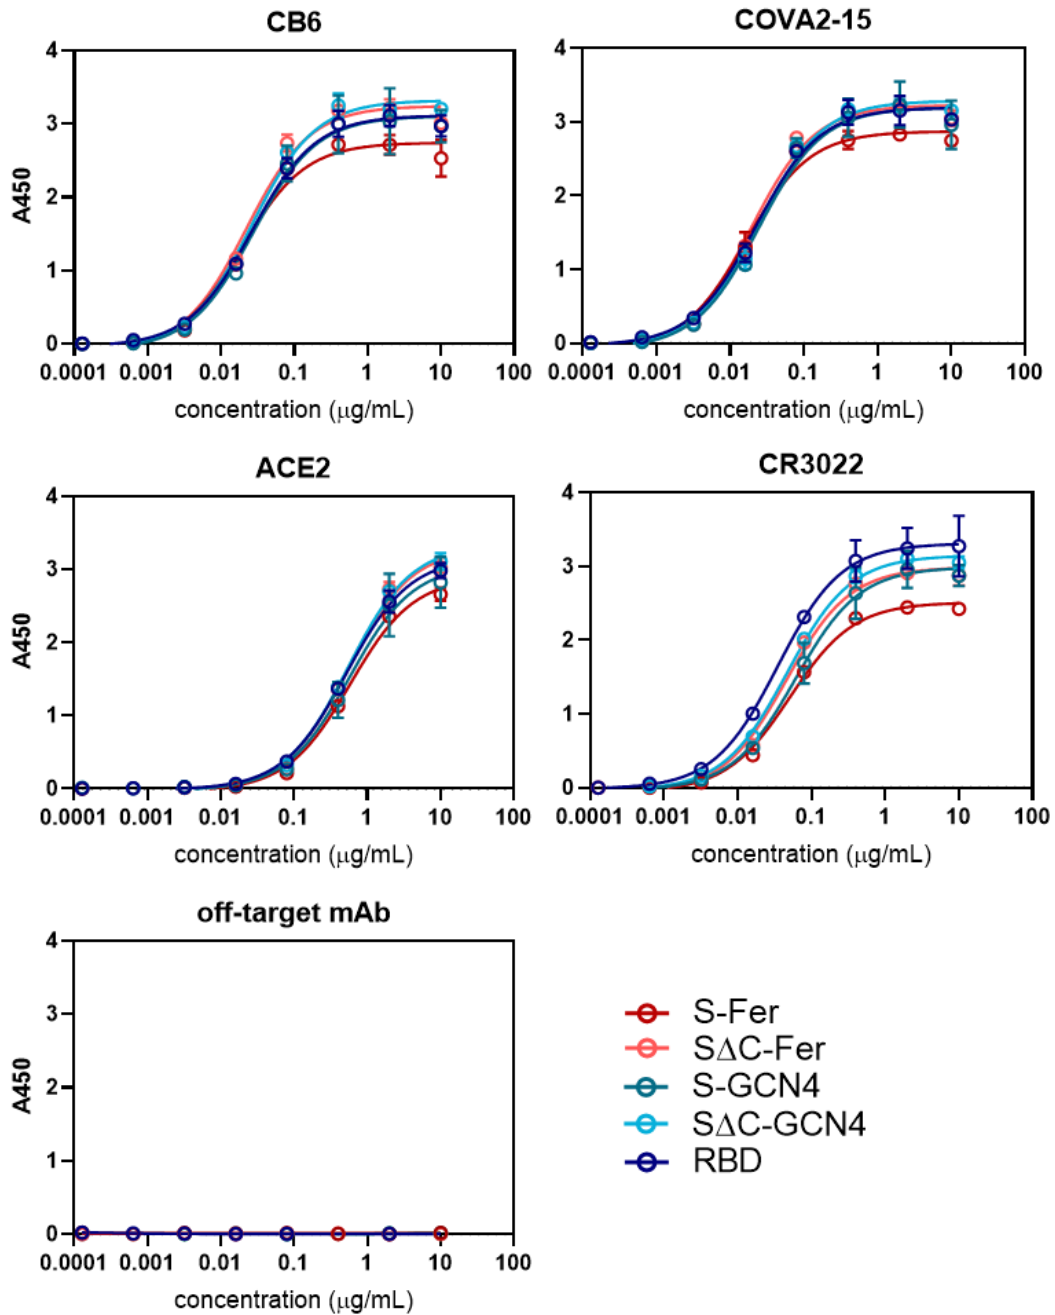 CB6
4
3
2
1
0
A450
0.0001 0.001 0.01 0.1 1 10 100
concentration (μg/mL)
COVA2-15
4
3
2
1
0
0.0001 0.001 0.01 0.1 1 10 100
concentration (μg/mL)
ACE2
4
3
2
1
0
A450
0.0001 0.001 0.01 0.1 1 10 100
concentration (μg/mL)
CR3022
4
3
2
1
0
0.0001 0.001 0.01 0.1 1 10 100
concentration (μg/mL)
off-target mAb
4
3
2
1
0
A450
0.0001 0.001 0.01 0.1 1 10 100
concentration (μg/mL)
S-Fer
SΔC-Fer
S-GCN4
SΔC-GCN4
RBD